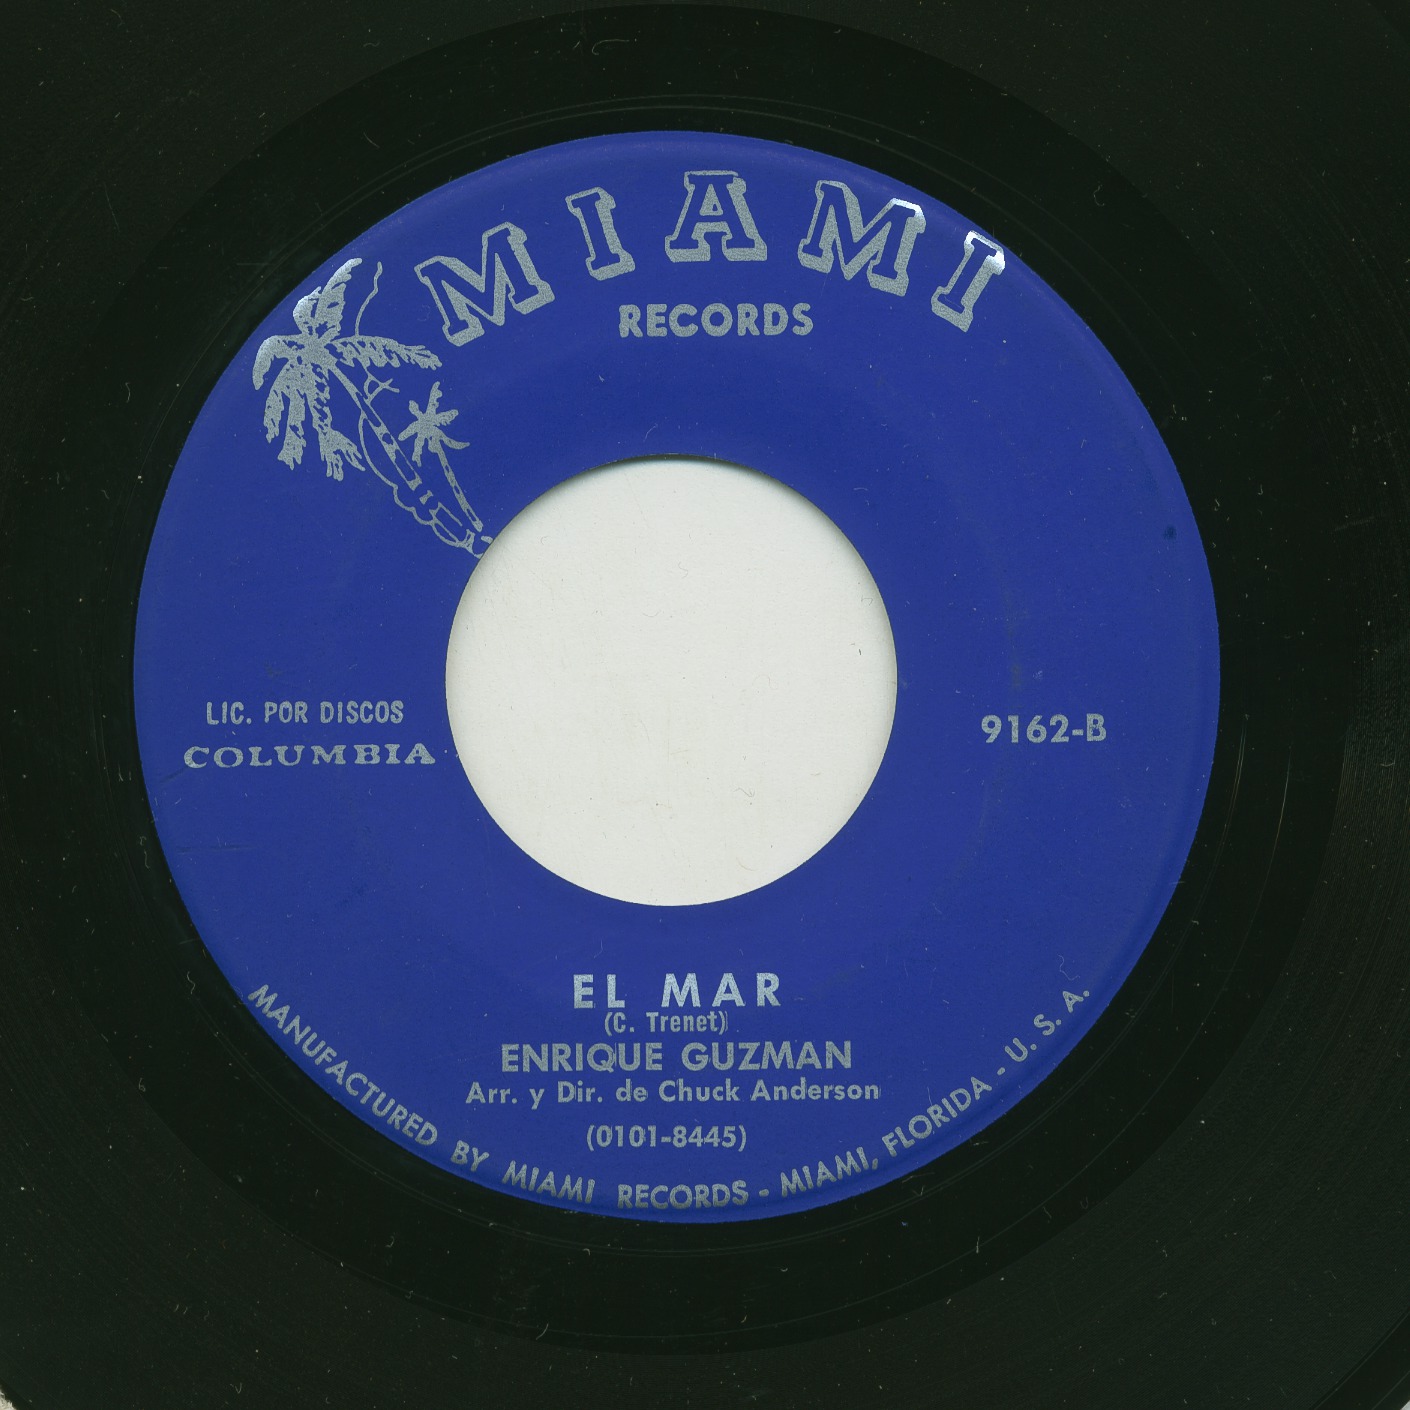 MIAMI
RECORDS
LIC. POR DISCOS
COLUMBIA
9162-B
EL MAR
(C. Trenet)
ENRIQUE GUZMAN
Arr. y Dir. de Chuck Anderson
(0101-8445)
MANUFACTURED BY MIAMI RECORDS - MIAMI, FLORIDA - U. S. A.